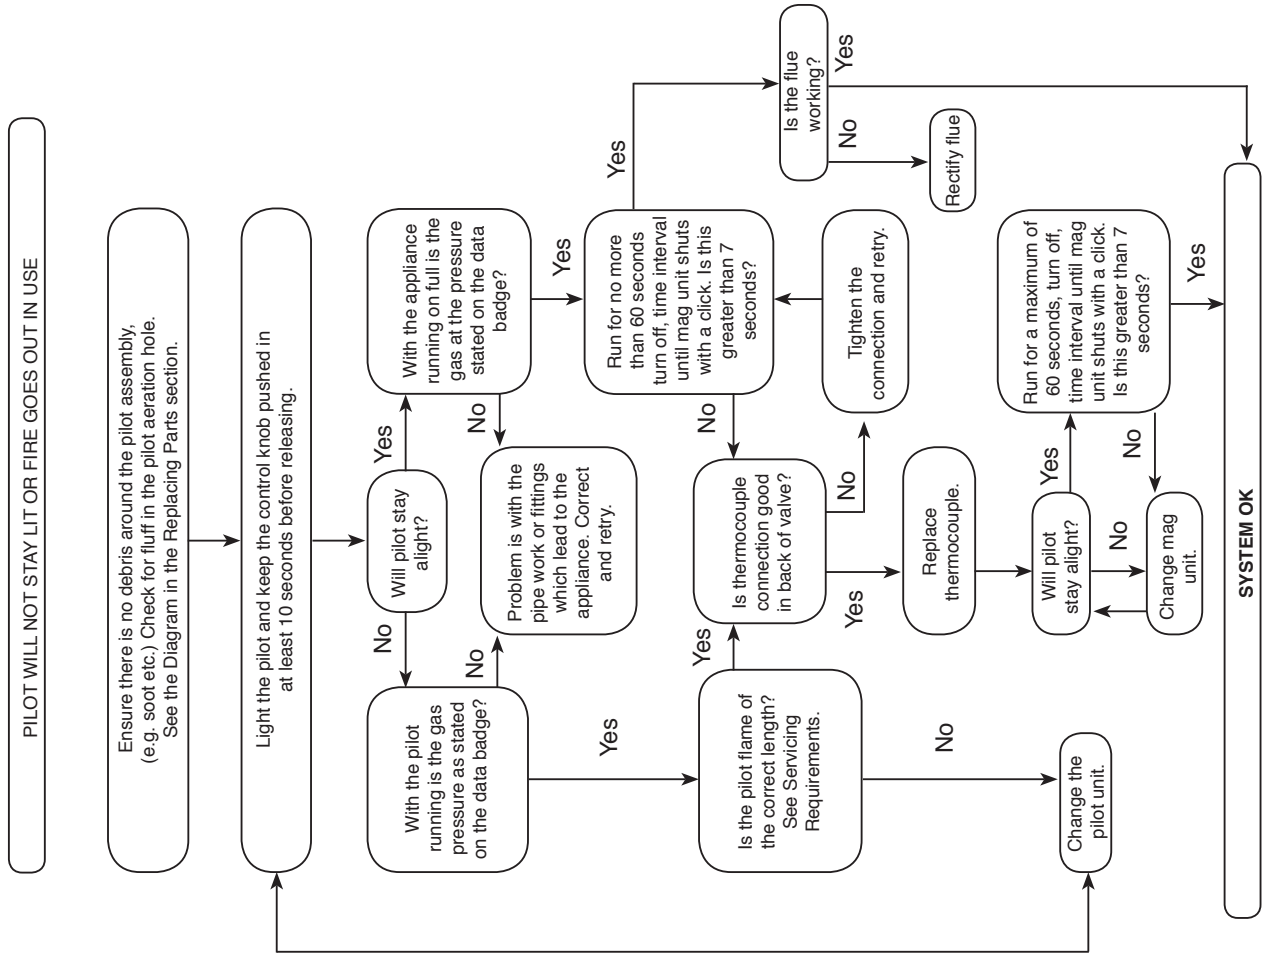 PILOT WILL NOT STAY LIT OR FIRE GOES OUT IN USE
Ensure there is no debris around the pilot assembly,
(e.g. soot etc.) Check for fluff in the pilot aeration hole.
See the Diagram in the Replacing Parts section.
Light the pilot and keep the control knob pushed in
at least 10 seconds before releasing.
Will pilot stay
alight?
No
Yes
With the pilot
running is the gas
pressure as stated
on the data badge?
No
Yes
With the appliance
running on full is the
gas at the pressure
stated on the data
badge?
No
Yes
Problem is with the
pipe work or fittings
which lead to the
appliance. Correct
and retry.
Run for no more
than 60 seconds
turn off, time interval
until mag unit shuts
with a click. Is this
greater than 7
seconds?
Yes
No
Is the flue
working?
No
Yes
Rectify flue
Is the pilot flame of
the correct length?
See Servicing
Requirements.
Yes
No
Is thermocouple
connection good
in back of valve?
Yes
No
Tighten the
connection and retry.
Replace
thermocouple.
Will pilot
stay alight?
Yes
No
Run for a maximum of
60 seconds, turn off,
time interval until mag
unit shuts with a click.
Is this greater than 7
seconds?
No
Yes
Change mag
unit.
Change the
pilot unit.
SYSTEM OK